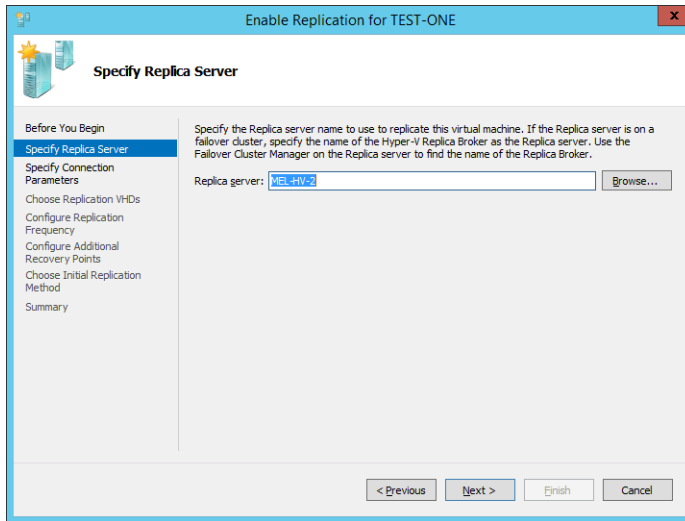 Enable Replication for TEST-ONE
x
Specify Replica Server
Before You Begin
Specify Replica Server
Specify Connection
Parameters
Choose Replication VHDs
Configure Replication
Frequency
Configure Additional
Recovery Points
Choose Initial Replication
Method
Summary
Specify the Replica server name to use to replicate this virtual machine. If the Replica server is on a
failover cluster, specify the name of the Hyper-V Replica Broker as the Replica server. Use the
Failover Cluster Manager on the Replica server to find the name of the Replica Broker.
Replica server: MEL-HV-2 Browse...
< Previous Next > Finish Cancel